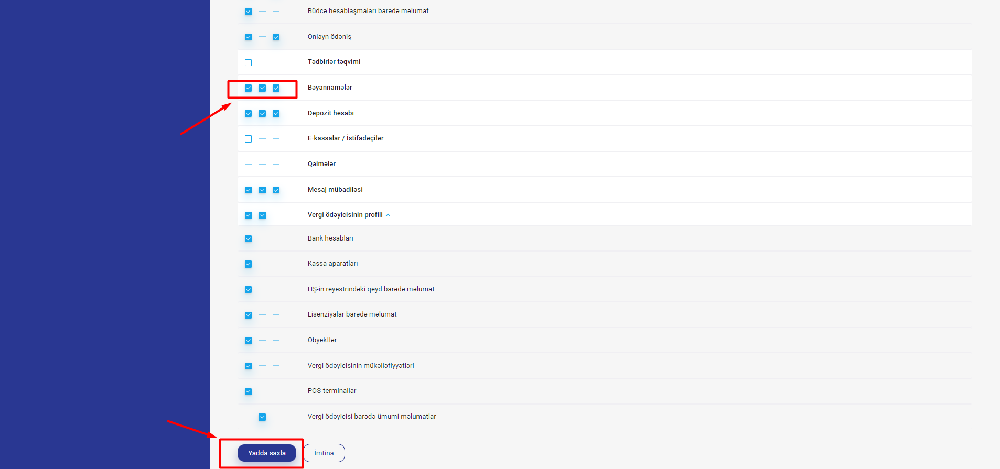 Büdcə hesablaşmaları barədə məlumat
Onlayn ödəniş
Tədbirlər təqvimi
Bəyannamələr
Depozit hesabı
E-kassalar / İstifadəçilər
Qaimələr
Mesaj mübadiləsi
Vergi ödəyicisinin profili
Bank hesabları
Kassa aparatları
HŞ-in reyestrindəki qeyd barədə məlumat
Lisenziyalar barədə məlumat
Obyektlər
Vergi ödəyicisinin mükəlləfiyyətləri
POS-terminallar
Vergi ödəyicisi barədə ümumi məlumatlar
Yadda saxla İmtina